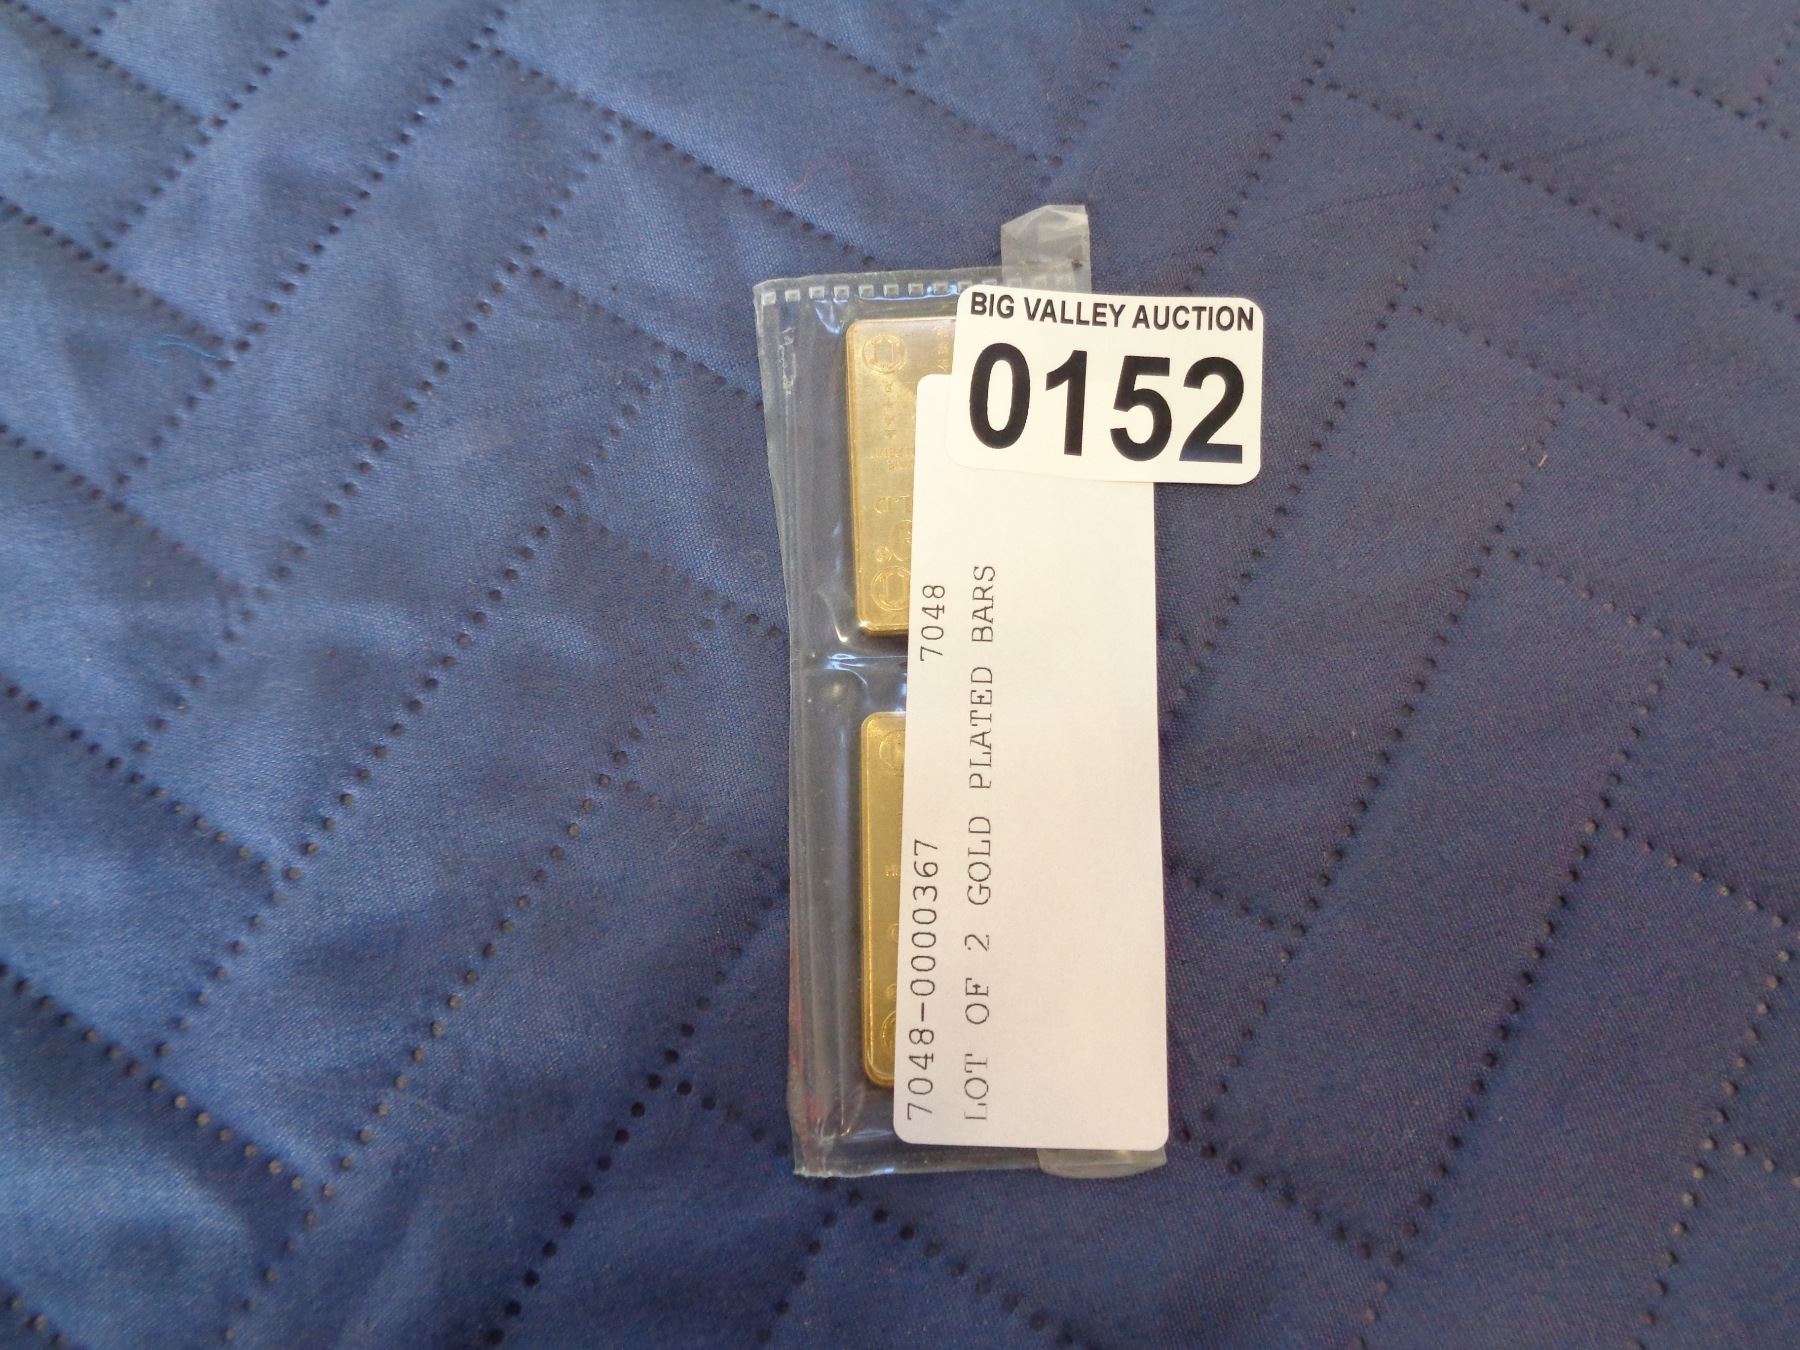 BIG VALLEY AUCTION
0152
7048-0000367 7048
LOT OF 2 GOLD PLATED BARS